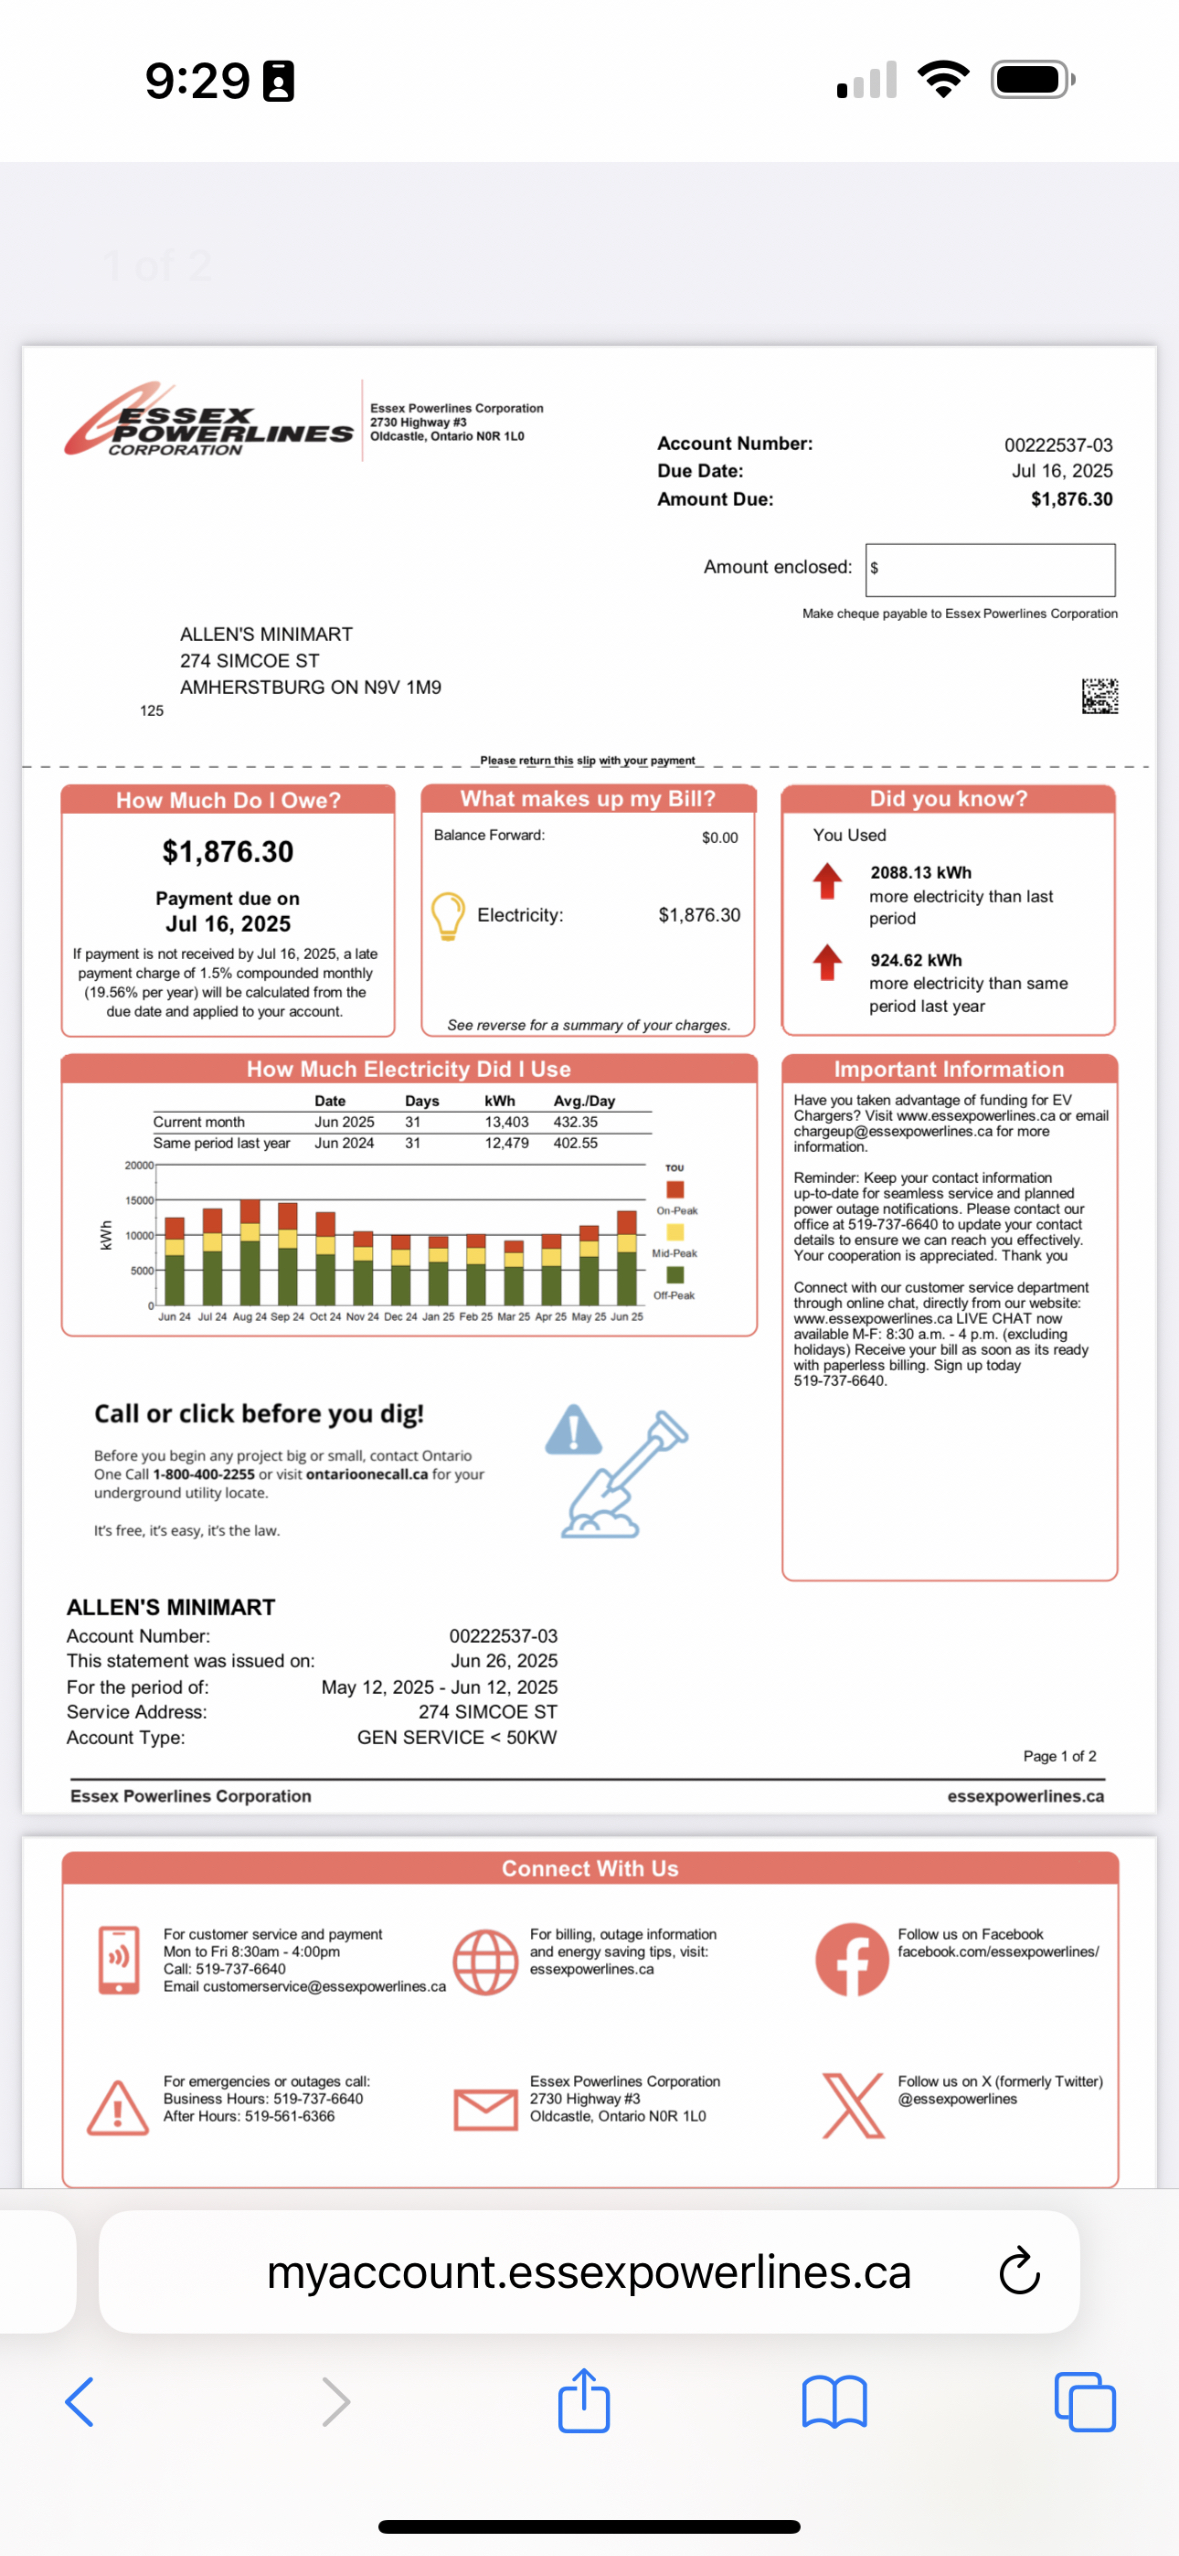 9:29
1 of 2
ESSEX
POWERLINES
CORPORATION
Essex Powerlines Corporation
2730 Highway #3
Oldcastle, Ontario N0R 1L0
Account Number: 00222537-03
Due Date: Jul 16, 2025
Amount Due: $1,876.30
Amount enclosed: $
Make cheque payable to Essex Powerlines Corporation
ALLEN'S MINIMART
274 SIMCOE ST
AMHERSTBURG ON N9V 1M9
125
Please return this slip with your payment
How Much Do I Owe?
$1,876.30
Payment due on
Jul 16, 2025
If payment is not received by Jul 16, 2025, a late
payment charge of 1.5% compounded monthly
(19.56% per year) will be calculated from the
due date and applied to your account.
What makes up my Bill?
Balance Forward: $0.00
Electricity: $1,876.30
See reverse for a summary of your charges.
Did you know?
You Used
2088.13 kWh
more electricity than last
period
924.62 kWh
more electricity than same
period last year
How Much Electricity Did I Use
Date Days kWh Avg./Day
Current month Jun 2025 31 13,403 432.35
Same period last year Jun 2024 31 12,479 402.55
kWh
20000
15000
10000
5000
0
Jun 24 Jul 24 Aug 24 Sep 24 Oct 24 Nov 24 Dec 24 Jan 25 Feb 25 Mar 25 Apr 25 May 25 Jun 25
TOU
On-Peak
Mid-Peak
Off-Peak
Important Information
Have you taken advantage of funding for EV
Chargers? Visit www.essexpowerlines.ca or email
chargeup@essexpowerlines.ca for more
information.
Reminder: Keep your contact information
up-to-date for seamless service and planned
power outage notifications. Please contact our
office at 519-737-6640 to update your contact
details to ensure we can reach you effectively.
Your cooperation is appreciated. Thank you
Connect with our customer service department
through online chat, directly from our website:
www.essexpowerlines.ca LIVE CHAT now
available M-F: 8:30 a.m. - 4 p.m. (excluding
holidays) Receive your bill as soon as its ready
with paperless billing. Sign up today
519-737-6640.
Call or click before you dig!
Before you begin any project big or small, contact Ontario
One Call 1-800-400-2255 or visit ontarioonecall.ca for your
underground utility locate.
It's free, it's easy, it's the law.
ALLEN'S MINIMART
Account Number: 00222537-03
This statement was issued on: Jun 26, 2025
For the period of: May 12, 2025 - Jun 12, 2025
Service Address: 274 SIMCOE ST
Account Type: GEN SERVICE < 50KW
Page 1 of 2
Essex Powerlines Corporation essexpowerlines.ca
Connect With Us
For customer service and payment
Mon to Fri 8:30am - 4:00pm
Call: 519-737-6640
Email customerservice@essexpowerlines.ca
For billing, outage information
and energy saving tips, visit:
essexpowerlines.ca
Follow us on Facebook
facebook.com/essexpowerlines/
For emergencies or outages call:
Business Hours: 519-737-6640
After Hours: 519-561-6366
Essex Powerlines Corporation
2730 Highway #3
Oldcastle, Ontario N0R 1L0
Follow us on X (formerly Twitter)
@essexpowerlines
myaccount.essexpowerlines.ca